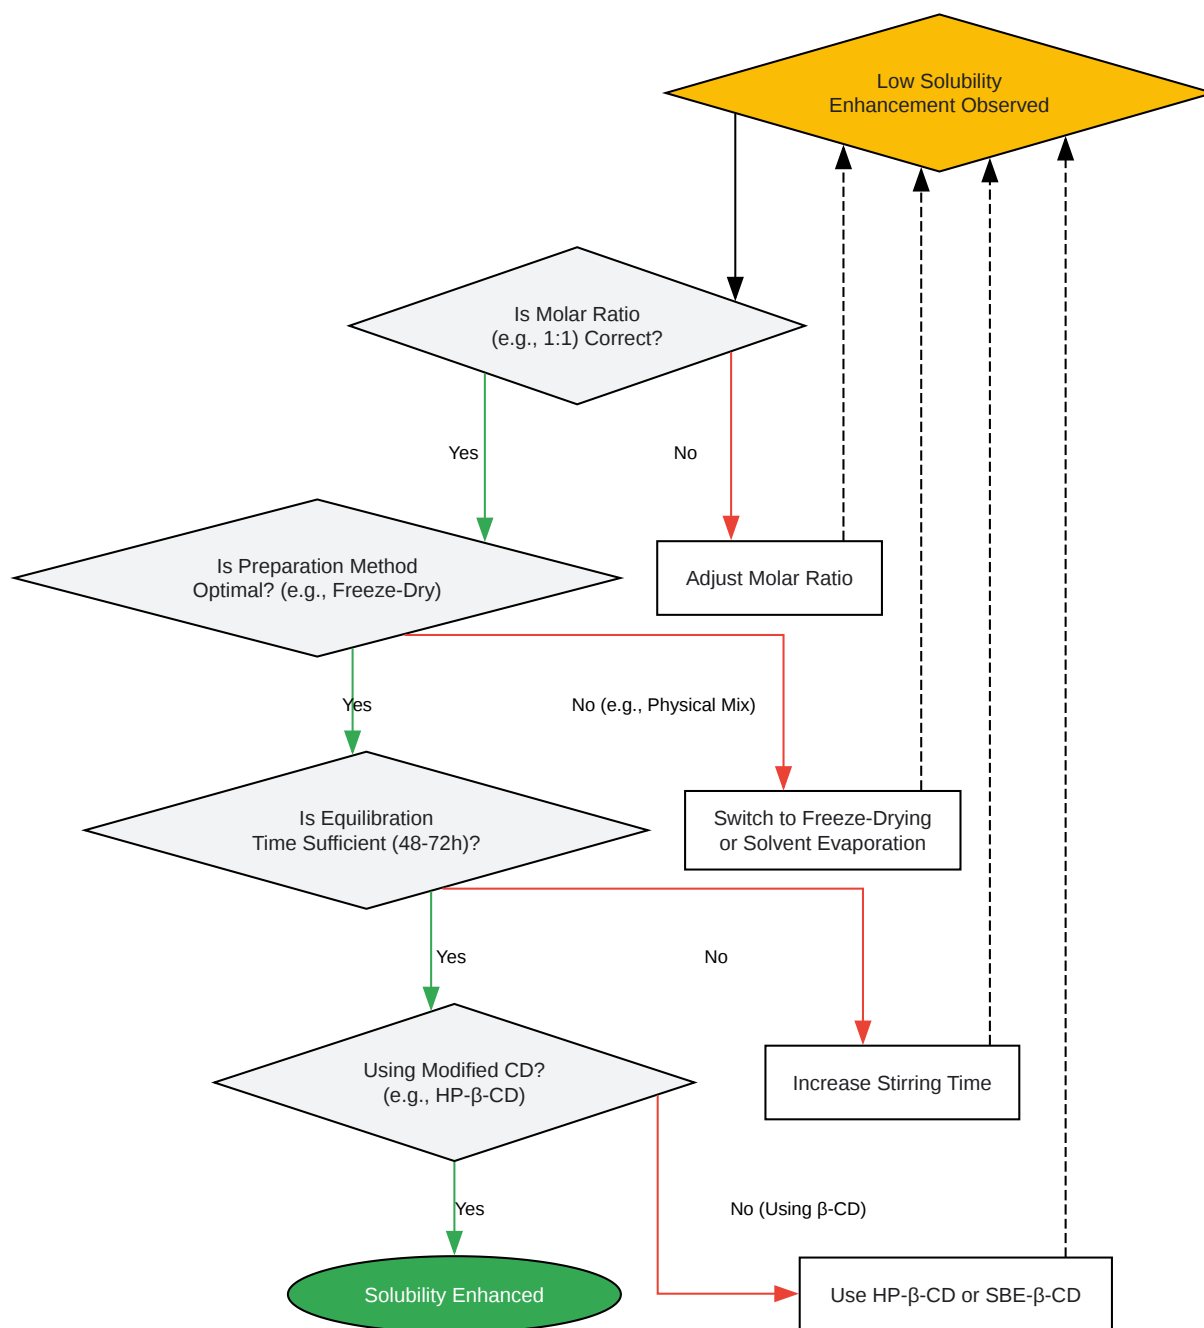 Low Solubility
Enhancement Observed
Is Molar Ratio
(e.g., 1:1) Correct?
Yes
No
Is Preparation Method
Optimal? (e.g., Freeze-Dry)
Adjust Molar Ratio
Yes
No (e.g., Physical Mix)
Is Equilibration
Time Sufficient (48-72h)?
Switch to Freeze-Drying
or Solvent Evaporation
Yes
No
Using Modified CD?
(e.g., HP-β-CD)
Increase Stirring Time
Yes
No (Using β-CD)
Solubility Enhanced
Use HP-β-CD or SBE-β-CD